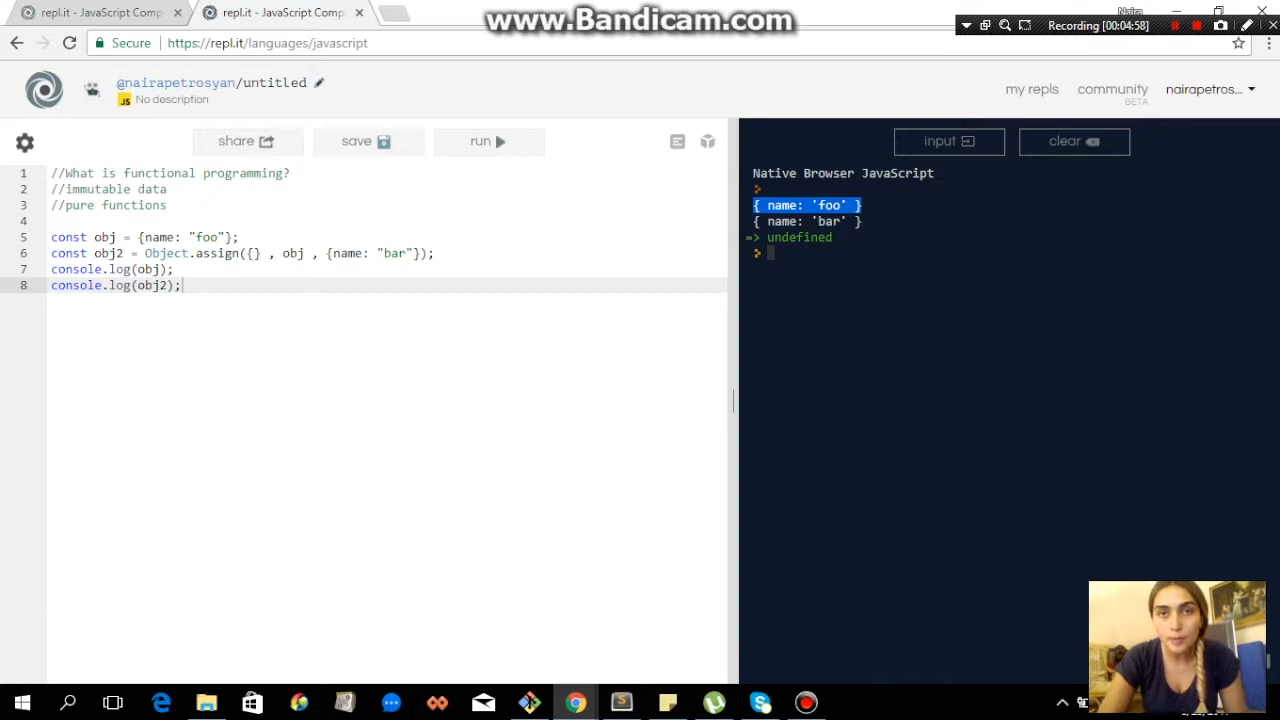 www.Bandicam.com
repl.it - JavaScript Comp
repl.it - JavaScript Comp
Naira
Recording [00:04:58]
Secure
https://repl.it/languages/javascript
@nairapetrosyan/untitled
JS No description
my repls
community
BETA
nairapetros...
share
save
run
input
clear
1 //What is functional programming?
2 //immutable data
3 //pure functions
4
5 const obj = {name: "foo"};
6 const obj2 = Object.assign({} , obj , {name: "bar"});
7 console.log(obj);
8 console.log(obj2);
Native Browser JavaScript
{ name: 'foo' }
{ name: 'bar' }
=> undefined